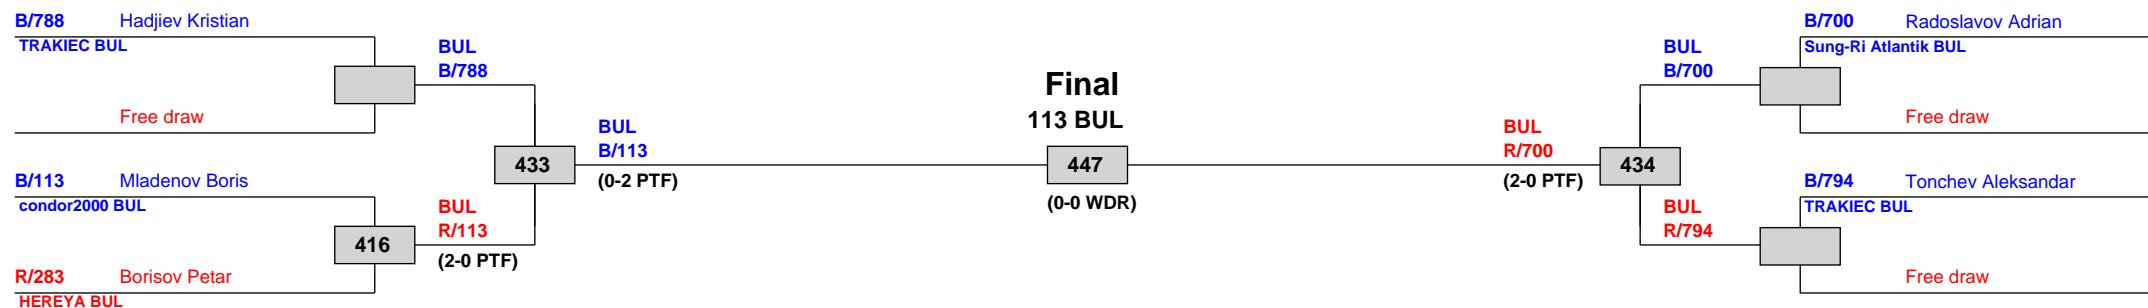 B/788 Hadjiev Kristian
TRAKIEC BUL
Free draw
B/113 Mladenov Boris
condor2000 BUL
R/283 Borisov Petar
HEREYA BUL
416
BUL
B/788
BUL
R/113
(2-0 PTF)
433
BUL
B/113
(0-2 PTF)
Final
113 BUL
447
(0-0 WDR)
BUL
R/700
(2-0 PTF)
434
BUL
B/700
BUL
R/794
B/700 Radoslavov Adrian
Sung-Ri Atlantik BUL
Free draw
B/794 Tonchev Aleksandar
TRAKIEC BUL
Free draw